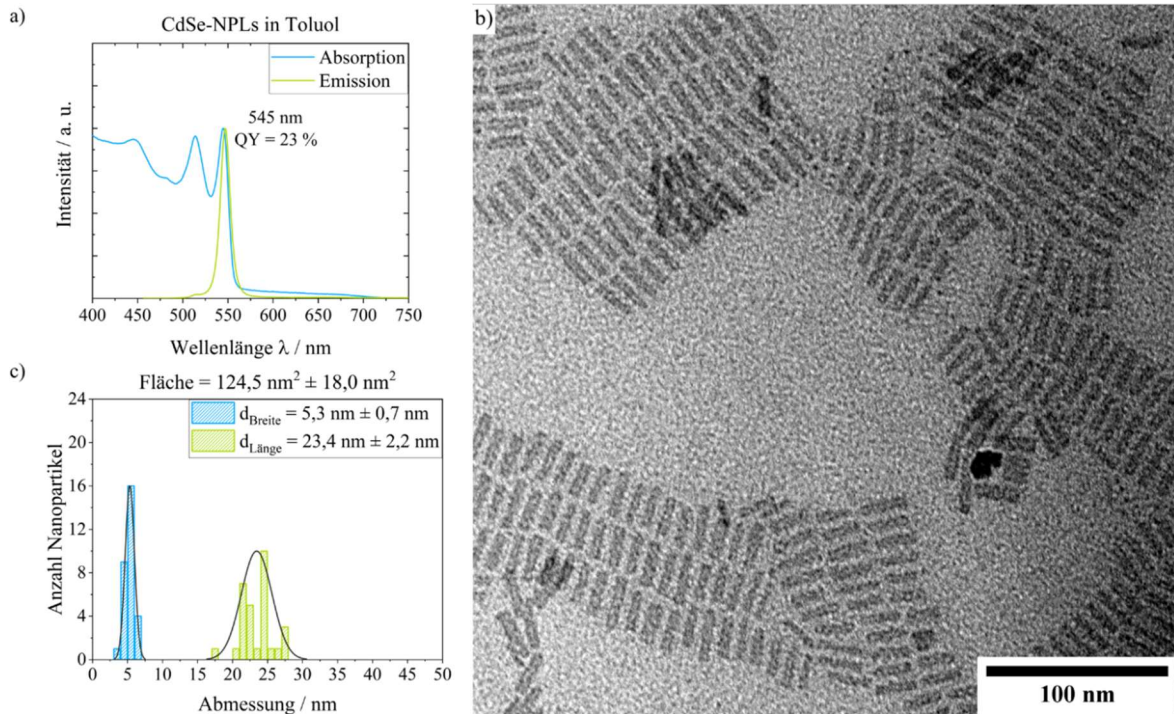 a)
CdSe-NPLs in Toluol
Absorption
Emission
545 nm
QY = 23 %
Intensität / a. u.
400 450 500 550 600 650 700 750
Wellenlänge λ / nm
b)
100 nm
c)
Fläche = 124,5 nm² ± 18,0 nm²
d_Breite = 5,3 nm ± 0,7 nm
d_Länge = 23,4 nm ± 2,2 nm
Anzahl Nanopartikel
24
20
16
12
8
4
0
0 5 10 15 20 25 30 35 40 45 50
Abmessung / nm